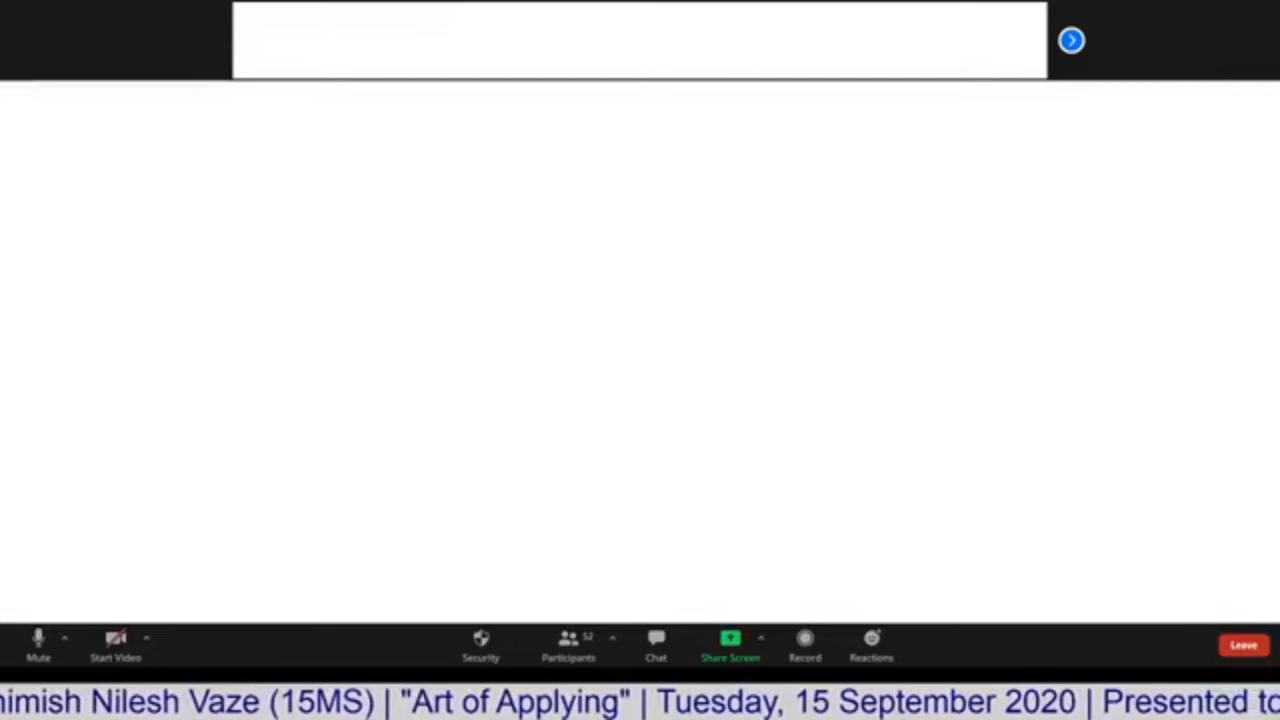 Mute
Start Video
Security
Participants
52
Chat
Share Screen
Record
Reactions
Leave
Nilesh Vaze (15MS) | "Art of Applying" | Tuesday, 15 September 2020 | Presented to